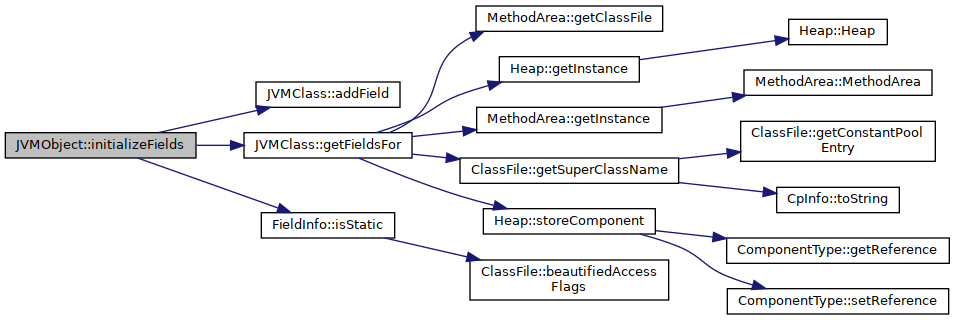 MethodArea::getClassFile
Heap::Heap
Heap::getInstance
MethodArea::MethodArea
JVMClass::addField
MethodArea::getInstance
JVMObject::initializeFields
JVMClass::getFieldsFor
ClassFile::getConstantPool
Entry
ClassFile::getSuperClassName
CpInfo::toString
FieldInfo::isStatic
Heap::storeComponent
ComponentType::getReference
ClassFile::beautifiedAccess
Flags
ComponentType::setReference